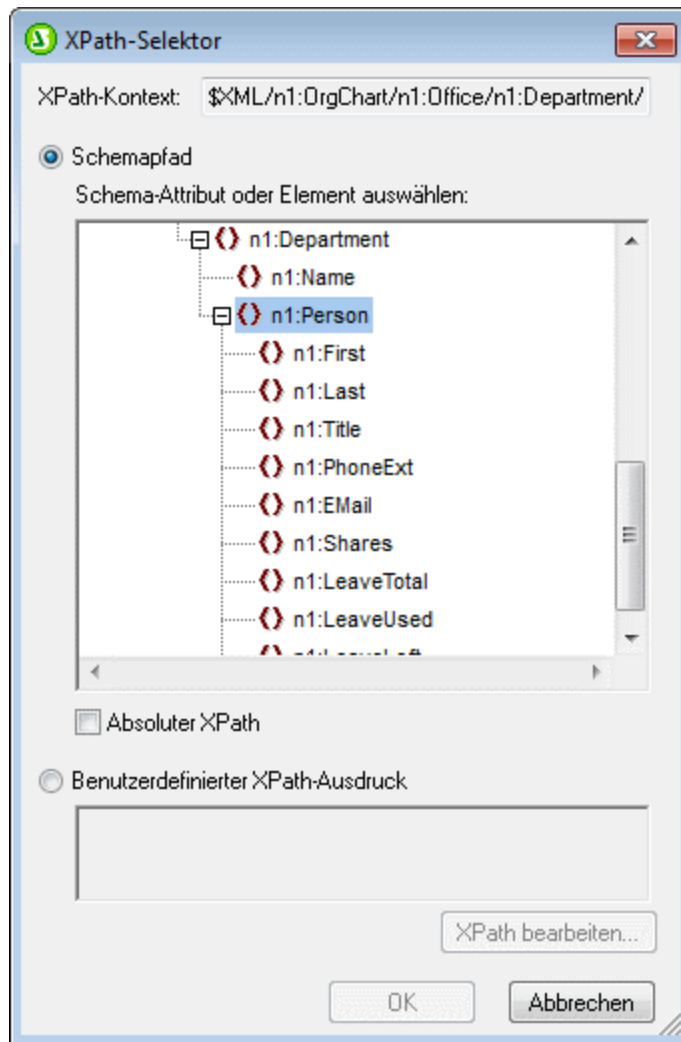 XPath-Selektor
XPath-Kontext: $XML/n1:OrgChart/n1:Office/n1:Department/
Schemapfad
Schema-Attribut oder Element auswählen:
n1:Department
n1:Name
n1:Person
n1:First
n1:Last
n1:Title
n1:PhoneExt
n1:EMail
n1:Shares
n1:LeaveTotal
n1:LeaveUsed
Absoluter XPath
Benutzerdefinierter XPath-Ausdruck
XPath bearbeiten...
OK Abbrechen